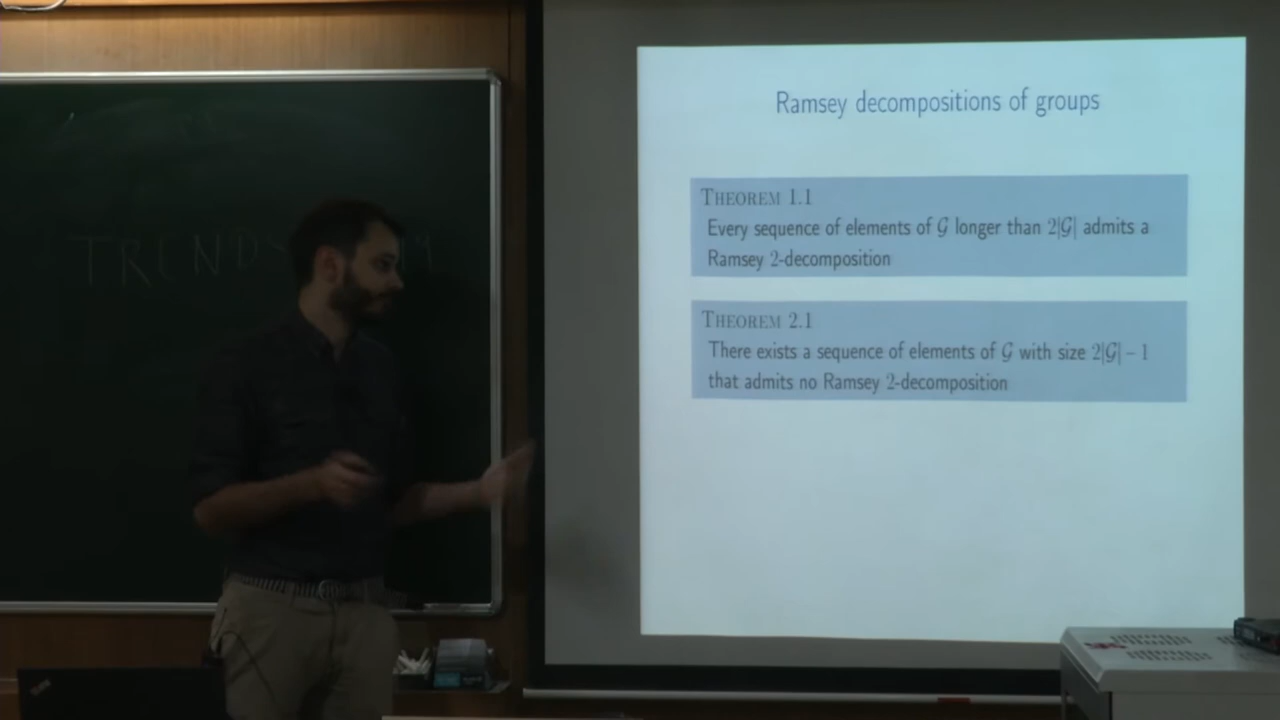 TRENDS
Ramsey decompositions of groups
THEOREM 1.1
Every sequence of elements of 𝒢 longer than 2|𝒢| admits a
Ramsey 2-decomposition
THEOREM 2.1
There exists a sequence of elements of 𝒢 with size 2|𝒢| − 1
that admits no Ramsey 2-decomposition